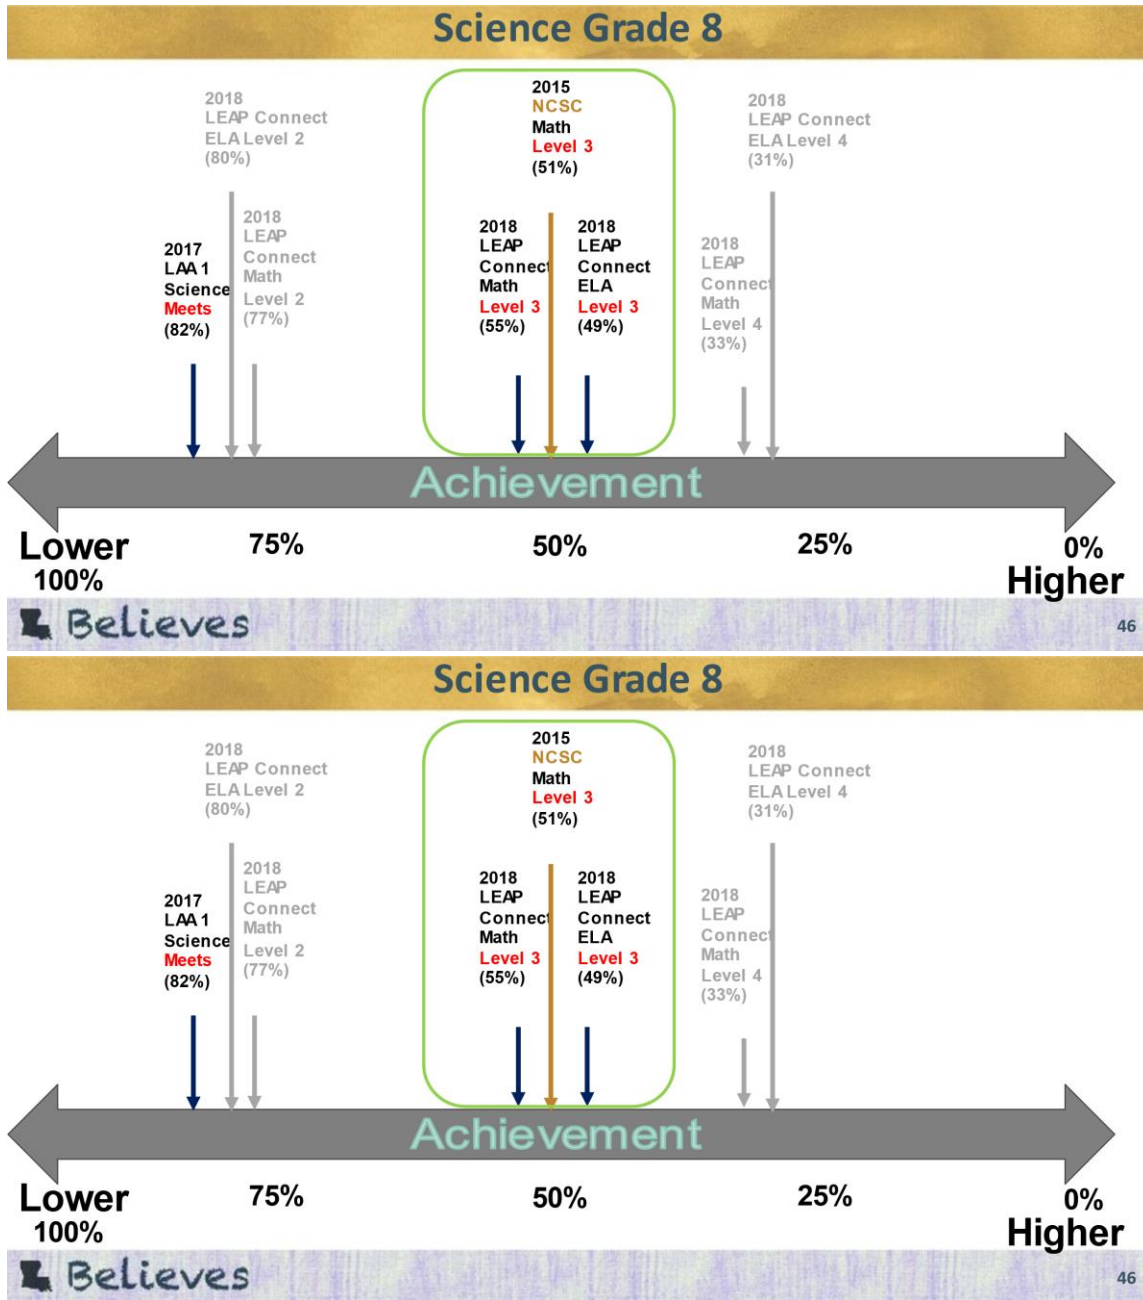 Science Grade 8
2018
LEAP Connect
ELA Level 2
(80%)
2018
LEAP
Connect
Math
Level 2
(77%)
2017
LAA 1
Science
Meets
(82%)
2015
NCSC
Math
Level 3
(51%)
2018
LEAP
Connect
Math
Level 3
(55%)
2018
LEAP
Connect
ELA
Level 3
(49%)
2018
LEAP Connect
ELA Level 4
(31%)
2018
LEAP
Connect
Math
Level 4
(33%)
Achievement
Lower
100%
75%
50%
25%
0%
Higher
Believes
46
Science Grade 8
2018
LEAP Connect
ELA Level 2
(80%)
2018
LEAP
Connect
Math
Level 2
(77%)
2017
LAA 1
Science
Meets
(82%)
2015
NCSC
Math
Level 3
(51%)
2018
LEAP
Connect
Math
Level 3
(55%)
2018
LEAP
Connect
ELA
Level 3
(49%)
2018
LEAP Connect
ELA Level 4
(31%)
2018
LEAP
Connect
Math
Level 4
(33%)
Achievement
Lower
100%
75%
50%
25%
0%
Higher
Believes
46